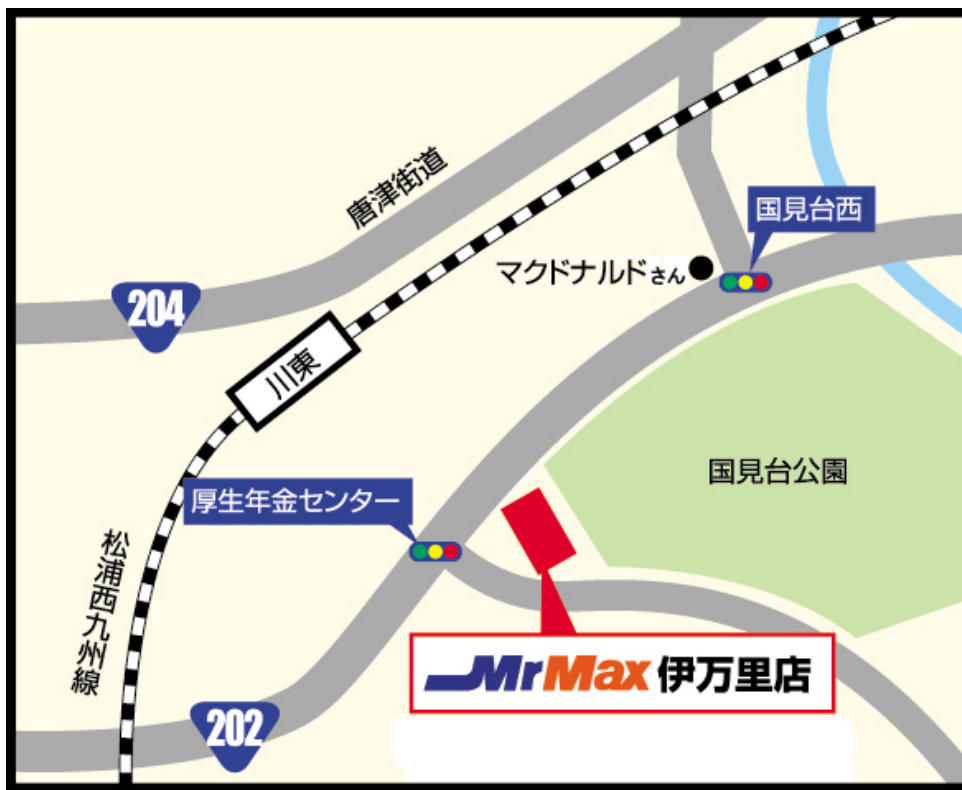 唐津街道
国見台西
マクドナルドさん
204
川東
国見台公園
厚生年金センター
松浦西九州線
MrMax 伊万里店
202